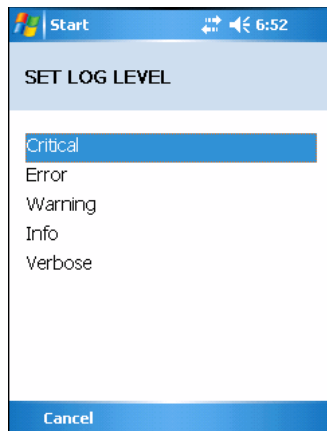 Start 6:52
SET LOG LEVEL
Critical
Error
Warning
Info
Verbose
Cancel